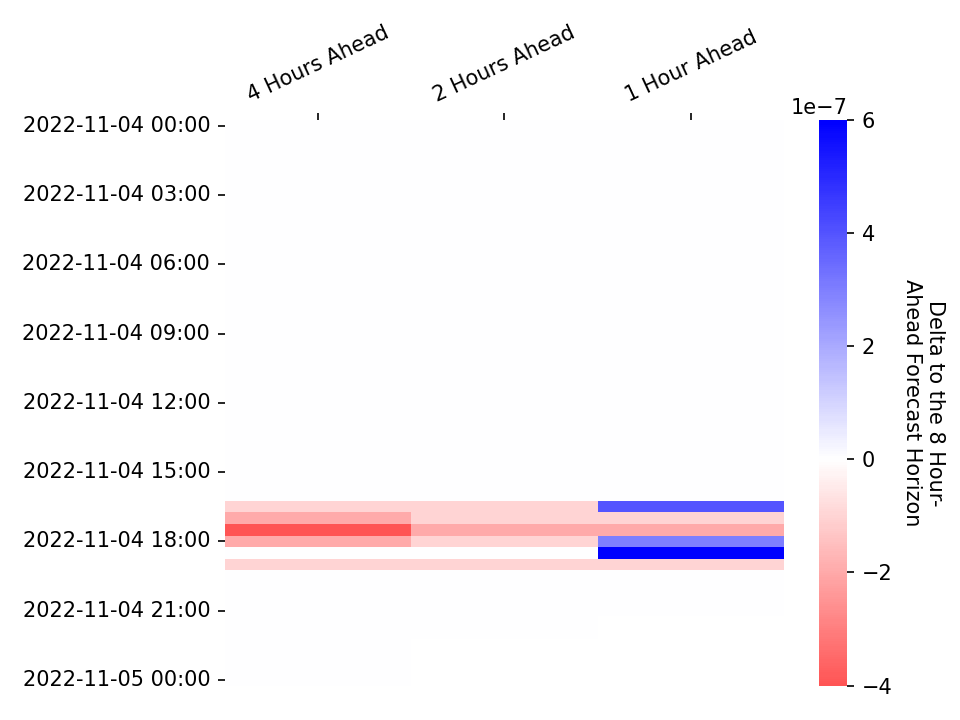 4 Hours Ahead
2 Hours Ahead
1 Hour Ahead
2022-11-04 00:00
2022-11-04 03:00
2022-11-04 06:00
2022-11-04 09:00
2022-11-04 12:00
2022-11-04 15:00
2022-11-04 18:00
2022-11-04 21:00
2022-11-05 00:00
1e−7
6
4
2
0
−2
−4
Delta to the 8 Hour-
Ahead Forecast Horizon